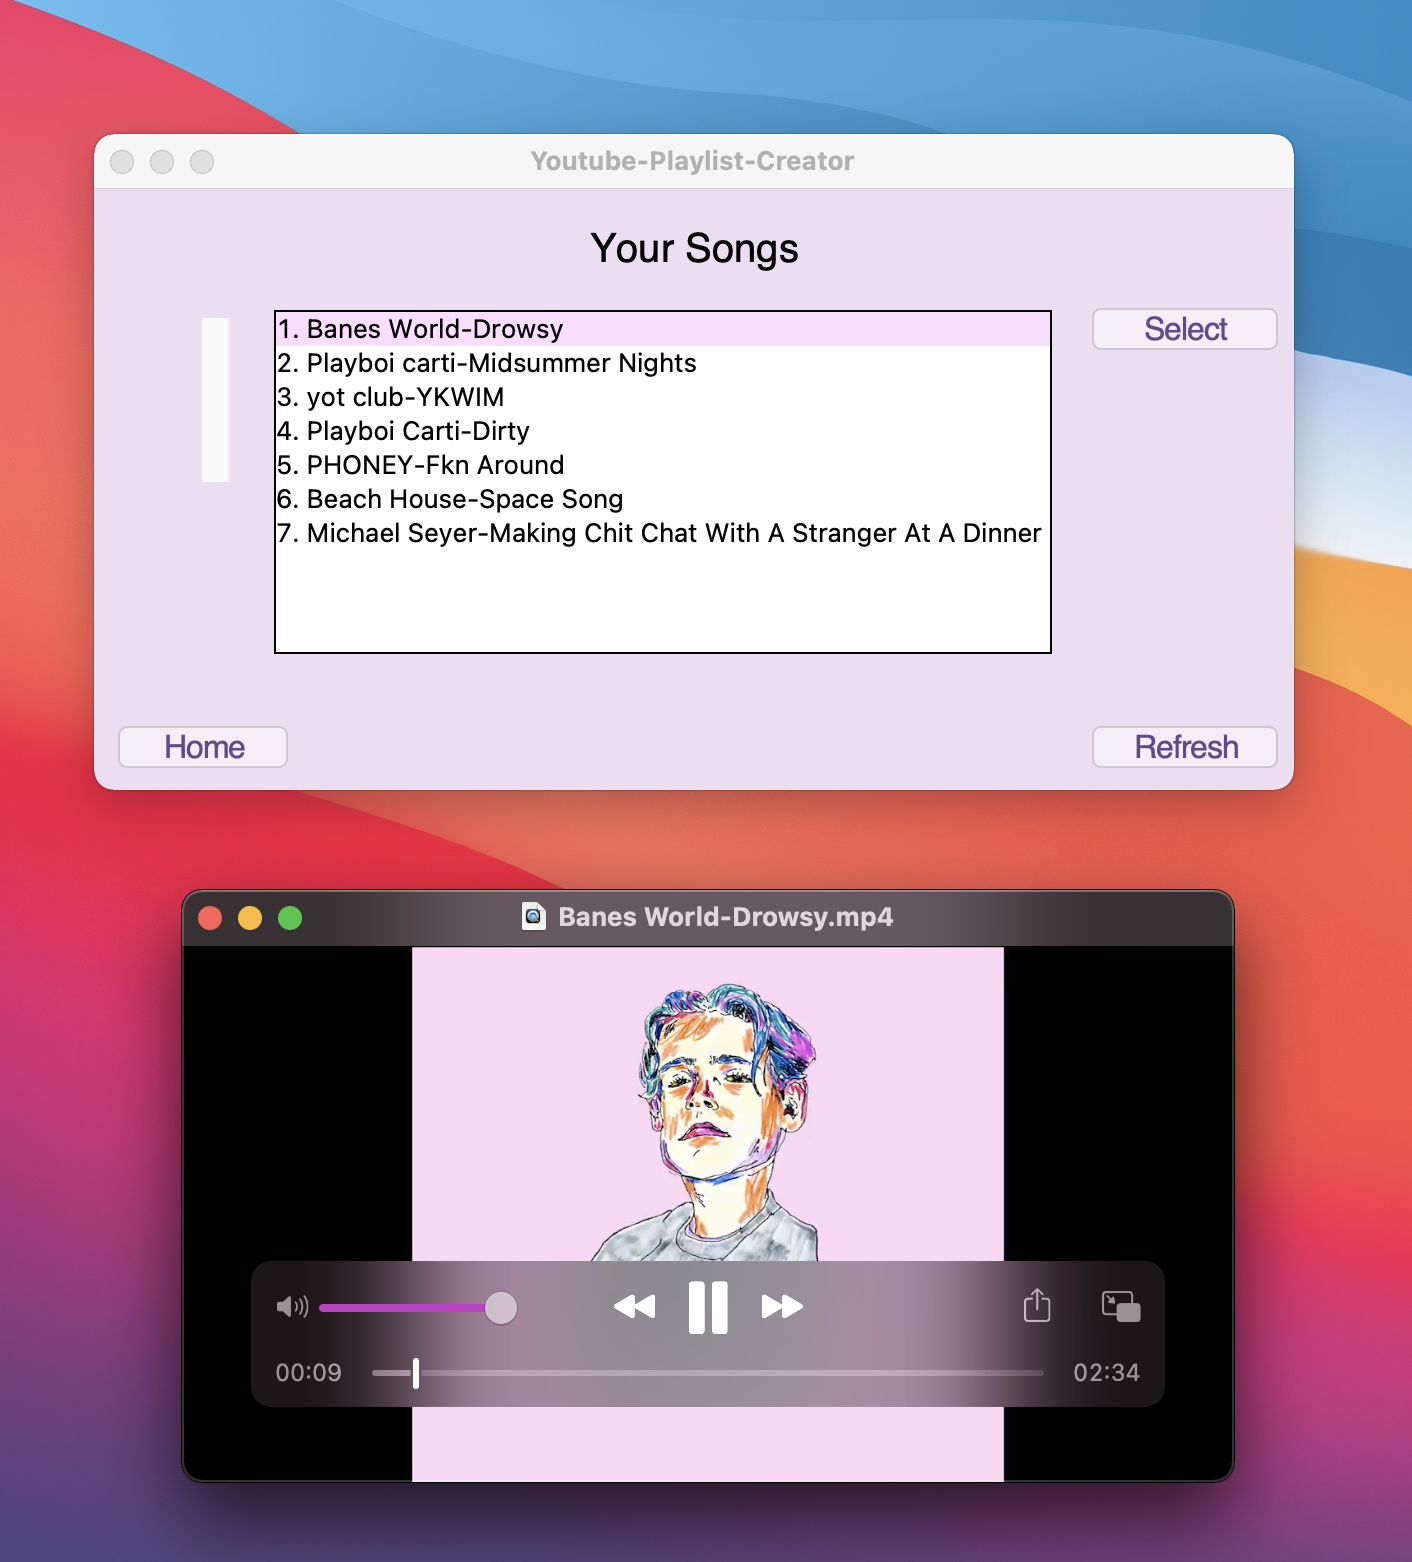 Youtube-Playlist-Creator
Your Songs
1. Banes World-Drowsy
2. Playboi carti-Midsummer Nights
3. yot club-YKWIM
4. Playboi Carti-Dirty
5. PHONEY-Fkn Around
6. Beach House-Space Song
7. Michael Seyer-Making Chit Chat With A Stranger At A Dinner
Select
Home
Refresh
Banes World-Drowsy.mp4
00:09
02:34